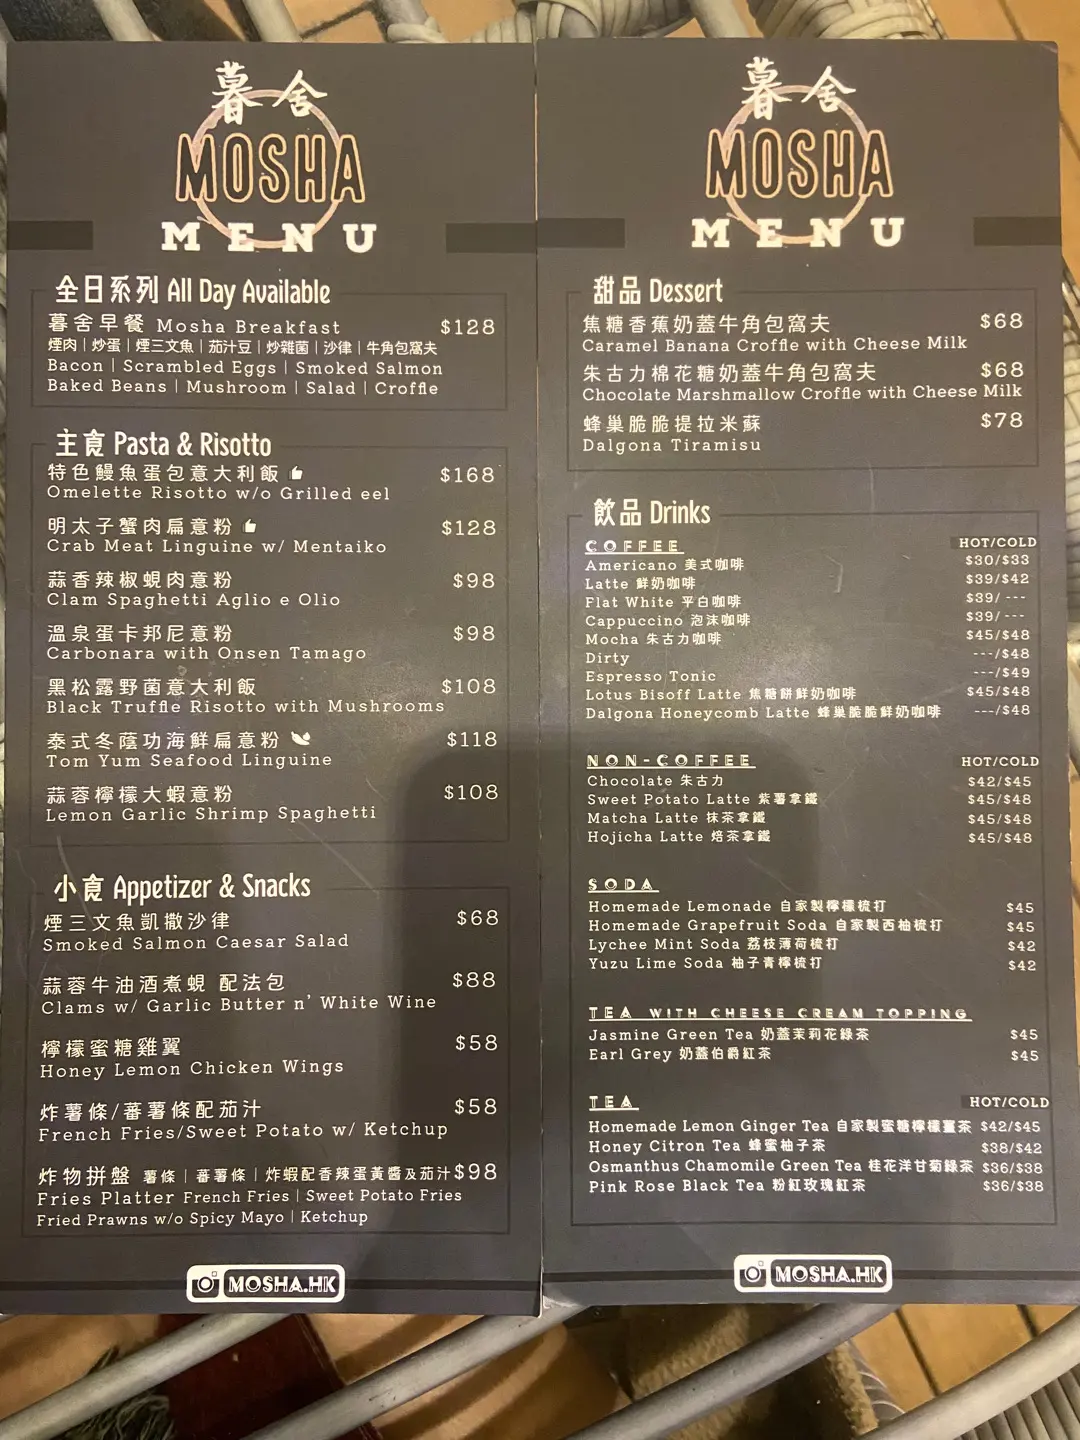 暮舍
MOSHA
MENU
全日系列 All Day Available
暮舍早餐 Mosha Breakfast $128
煙肉 | 炒蛋 | 煙三文魚 | 茄汁豆 | 炒雜菌 | 沙律 | 牛角包窩夫
Bacon | Scrambled Eggs | Smoked Salmon
Baked Beans | Mushroom | Salad | Croffle
主食 Pasta & Risotto
特色鰻魚蛋包意大利飯 $168
Omelette Risotto w/o Grilled eel
明太子蟹肉扁意粉 $128
Crab Meat Linguine w/ Mentaiko
蒜香辣椒蜆肉意粉 $98
Clam Spaghetti Aglio e Olio
溫泉蛋卡邦尼意粉 $98
Carbonara with Onsen Tamago
黑松露野菌意大利飯 $108
Black Truffle Risotto with Mushrooms
泰式冬蔭功海鮮扁意粉 $118
Tom Yum Seafood Linguine
蒜蓉檸檬大蝦意粉 $108
Lemon Garlic Shrimp Spaghetti
小食 Appetizer & Snacks
煙三文魚凱撒沙律 $68
Smoked Salmon Caesar Salad
蒜蓉牛油酒煮蜆 配法包 $88
Clams w/ Garlic Butter n' White Wine
檸檬蜜糖雞翼 $58
Honey Lemon Chicken Wings
炸薯條/蕃薯條配茄汁 $58
French Fries/Sweet Potato w/ Ketchup
炸物拼盤 薯條 | 蕃薯條 | 炸蝦配香辣蛋黃醬及茄汁 $98
Fries Platter French Fries | Sweet Potato Fries
Fried Prawns w/o Spicy Mayo | Ketchup
MOSHA.HK
暮舍
MOSHA
MENU
甜品 Dessert
焦糖香蕉奶蓋牛角包窩夫 $68
Caramel Banana Croffle with Cheese Milk
朱古力棉花糖奶蓋牛角包窩夫 $68
Chocolate Marshmallow Croffle with Cheese Milk
蜂巢脆脆提拉米蘇 $78
Dalgona Tiramisu
飲品 Drinks
COFFEE HOT/COLD
Americano 美式咖啡 $30/$33
Latte 鮮奶咖啡 $39/$42
Flat White 平白咖啡 $39/ ---
Cappuccino 泡沫咖啡 $39/ ---
Mocha 朱古力咖啡 $45/$48
Dirty ---/$48
Espresso Tonic ---/$49
Lotus Bisoff Latte 焦糖餅鮮奶咖啡 $45/$48
Dalgona Honeycomb Latte 蜂巢脆脆鮮奶咖啡 ---/$48
NON-COFFEE HOT/COLD
Chocolate 朱古力 $42/$45
Sweet Potato Latte 紫薯拿鐵 $45/$48
Matcha Latte 抹茶拿鐵 $45/$48
Hojicha Latte 焙茶拿鐵 $45/$48
SODA
Homemade Lemonade 自家製檸檬梳打 $45
Homemade Grapefruit Soda 自家製西柚梳打 $45
Lychee Mint Soda 荔枝薄荷梳打 $42
Yuzu Lime Soda 柚子青檸梳打 $42
TEA WITH CHEESE CREAM TOPPING
Jasmine Green Tea 奶蓋茉莉花綠茶 $45
Earl Grey 奶蓋伯爵紅茶 $45
TEA HOT/COLD
Homemade Lemon Ginger Tea 自家製蜜糖檸檬薑茶 $42/$45
Honey Citron Tea 蜂蜜柚子茶 $38/$42
Osmanthus Chamomile Green Tea 桂花洋甘菊綠茶 $36/$38
Pink Rose Black Tea 粉紅玫瑰紅茶 $36/$38
MOSHA.HK